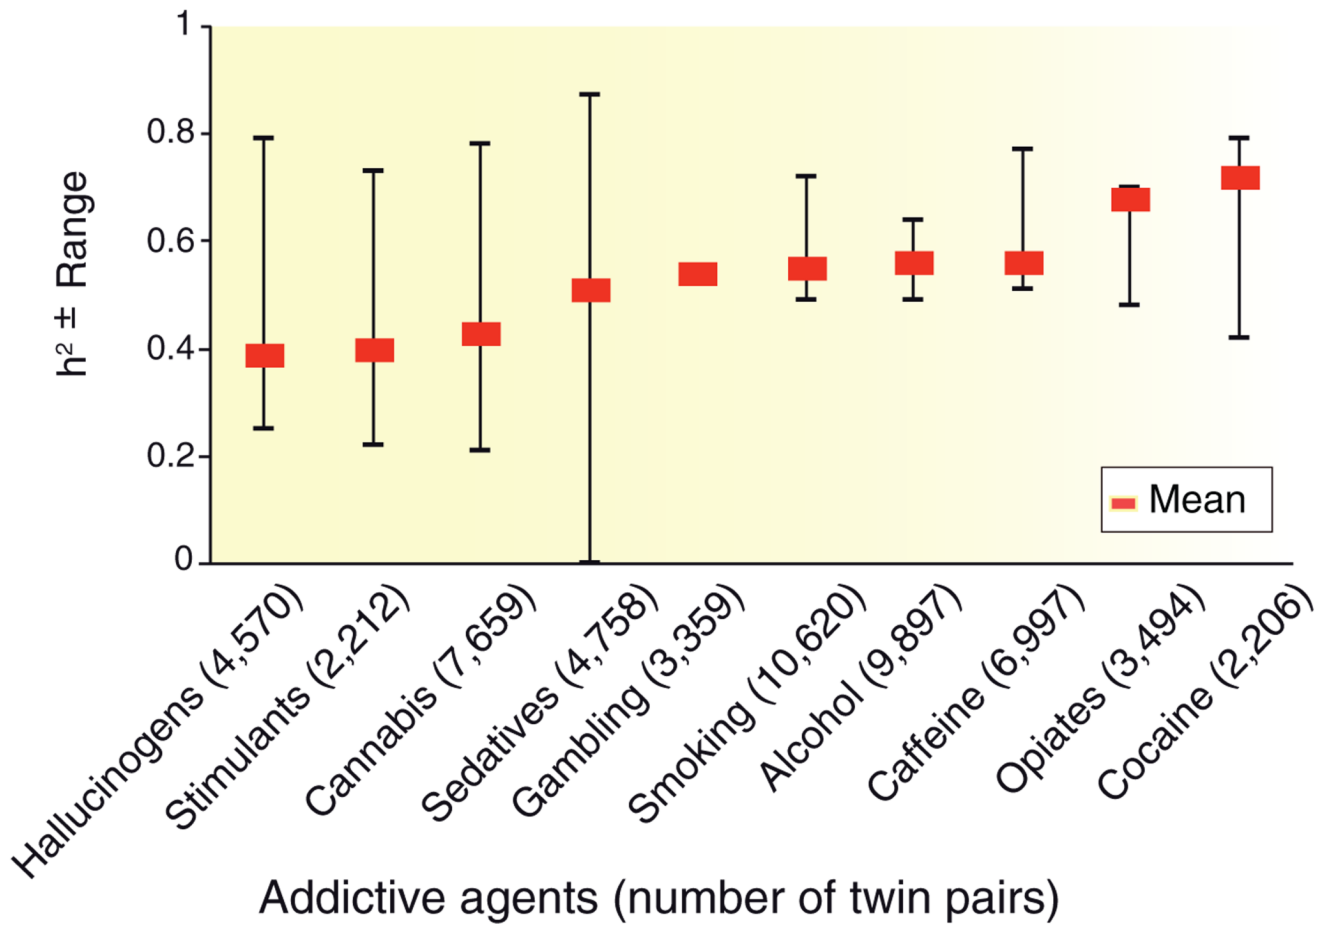 1
0.8
0.6
0.4
0.2
0
h² ± Range
Mean
Hallucinogens (4,570)
Stimulants (2,212)
Cannabis (7,659)
Sedatives (4,758)
Gambling (3,359)
Smoking (10,620)
Alcohol (9,897)
Caffeine (6,997)
Opiates (3,494)
Cocaine (2,206)
Addictive agents (number of twin pairs)